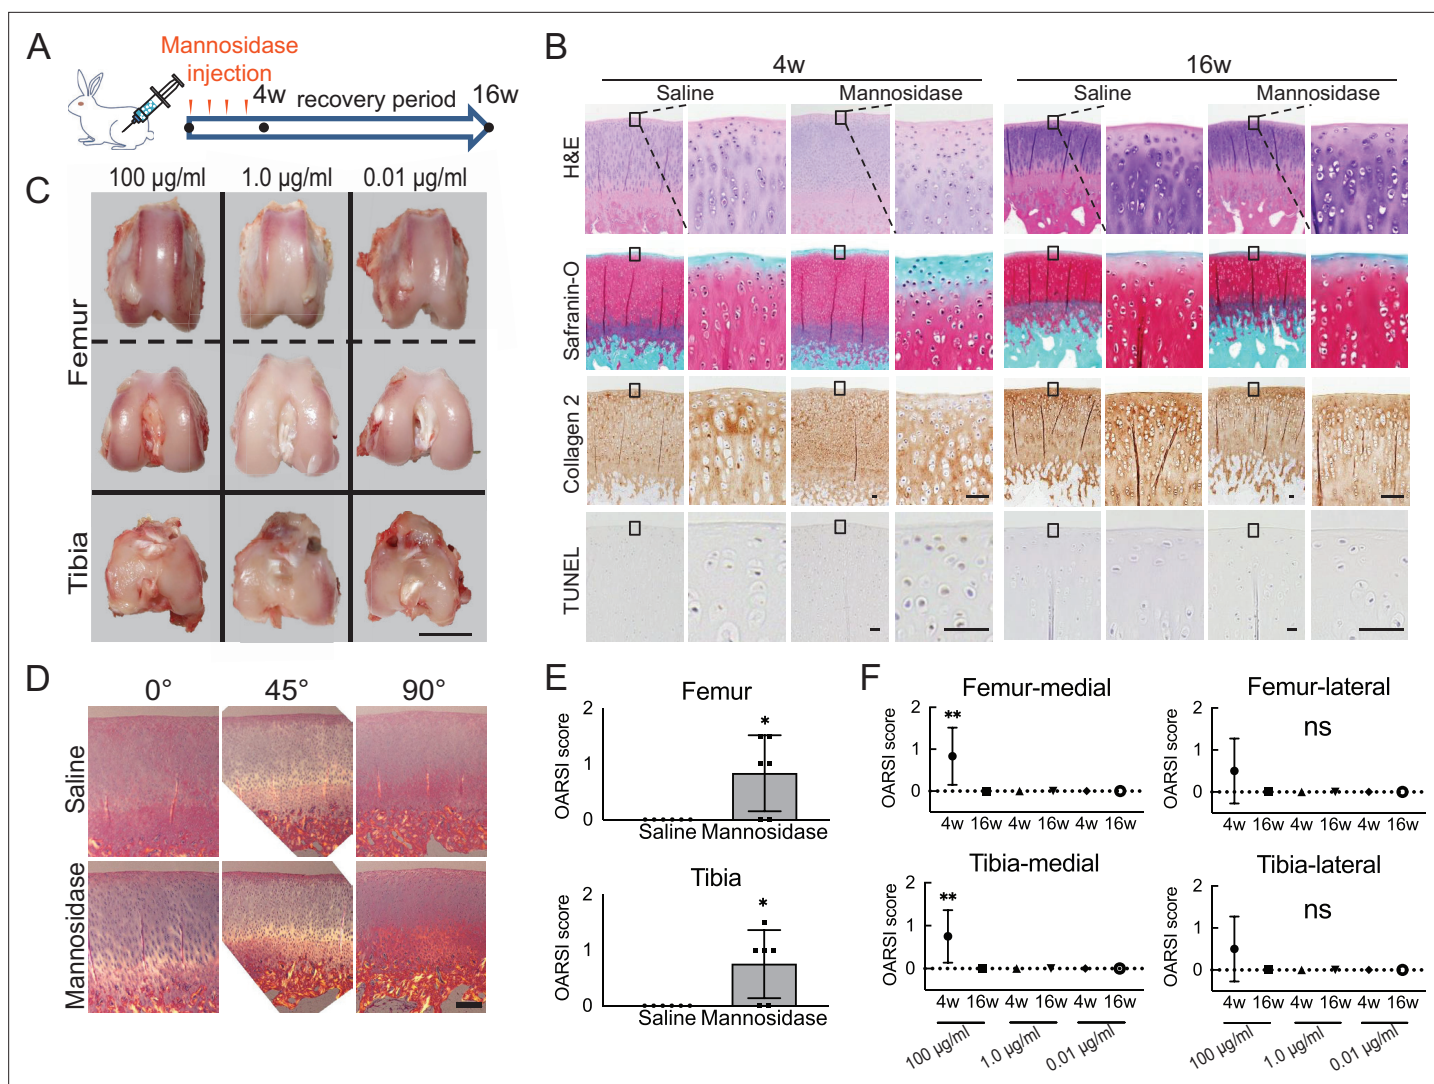 A
Mannosidase
injection
4w
recovery period
16w
B
4w
16w
Saline
Mannosidase
Saline
Mannosidase
H&E
Safranin-O
Collagen 2
TUNEL
C
100 µg/ml
1.0 µg/ml
0.01 µg/ml
Femur
Tibia
D
0°
45°
90°
Saline
Mannosidase
E
Femur
OARSI score
2
1
0
*
Saline
Mannosidase
Tibia
OARSI score
2
1
0
*
Saline
Mannosidase
F
Femur-medial
OARSI score
2
1
0
**
4w 16w 4w 16w 4w 16w
Femur-lateral
OARSI score
2
1
0
ns
4w 16w 4w 16w 4w 16w
Tibia-medial
OARSI score
2
1
0
**
4w 16w 4w 16w 4w 16w
100 µg/ml
1.0 µg/ml
0.01 µg/ml
Tibia-lateral
OARSI score
2
1
0
ns
4w 16w 4w 16w 4w 16w
100 µg/ml
1.0 µg/ml
0.01 µg/ml